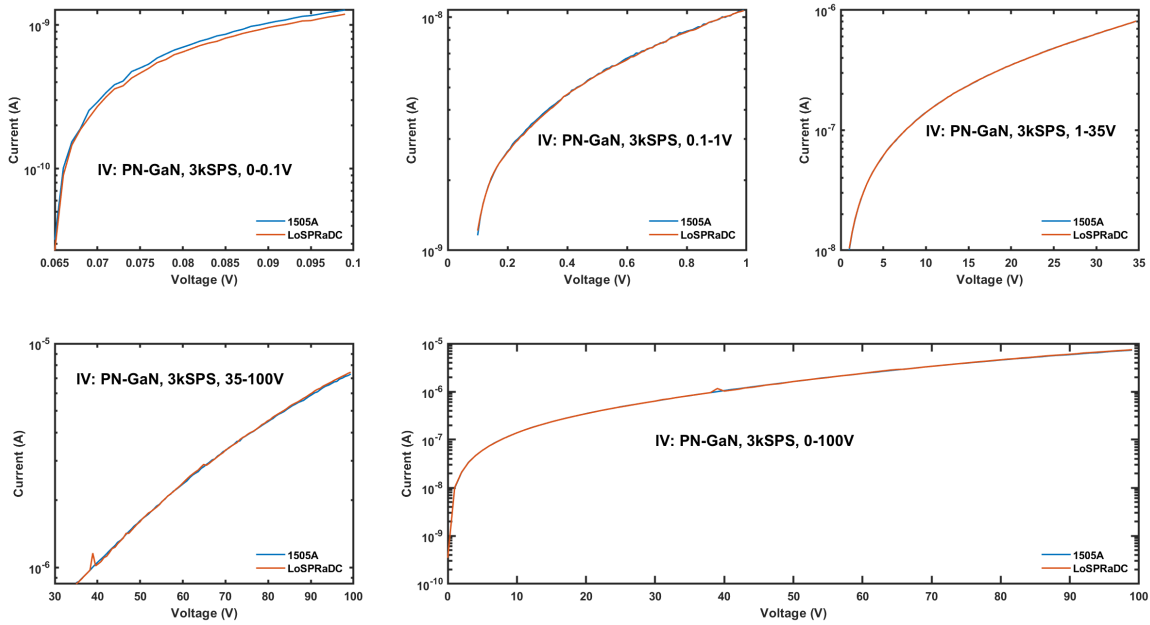 10^-9
10^-10
Current (A)
IV: PN-GaN, 3kSPS, 0-0.1V
1505A
LoSPRaDC
0.065 0.07 0.075 0.08 0.085 0.09 0.095 0.1
Voltage (V)
10^-8
10^-9
Current (A)
IV: PN-GaN, 3kSPS, 0.1-1V
1505A
LoSPRaDC
0 0.2 0.4 0.6 0.8 1
Voltage (V)
10^-6
10^-7
10^-8
Current (A)
IV: PN-GaN, 3kSPS, 1-35V
1505A
LoSPRaDC
0 5 10 15 20 25 30 35
Voltage (V)
10^-5
10^-6
Current (A)
IV: PN-GaN, 3kSPS, 35-100V
1505A
LoSPRaDC
30 40 50 60 70 80 90 100
Voltage (V)
10^-5
10^-6
10^-7
10^-8
10^-9
10^-10
Current (A)
IV: PN-GaN, 3kSPS, 0-100V
1505A
LoSPRaDC
0 10 20 30 40 50 60 70 80 90 100
Voltage (V)